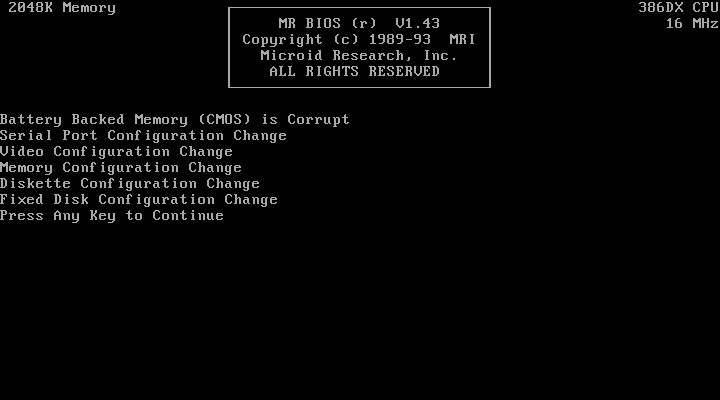 2048K Memory
386DX CPU
16 MHz
MR BIOS (r)  V1.43
Copyright (c) 1989-93  MRI
Microid Research, Inc.
ALL RIGHTS RESERVED
Battery Backed Memory (CMOS) is Corrupt
Serial Port Configuration Change
Video Configuration Change
Memory Configuration Change
Diskette Configuration Change
Fixed Disk Configuration Change
Press Any Key to Continue